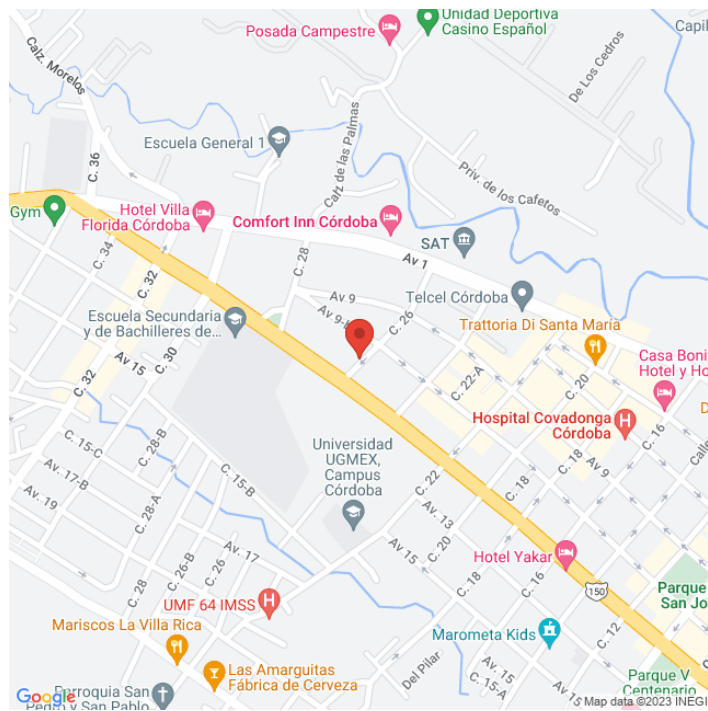 Unidad Deportiva
Casino Español
Posada Campestre
Capil
De Los Cedros
Calz. Morelos
Calz de las Palmas
Escuela General 1
C. 36
Priv. de los Cafetos
Gym
Hotel Villa
Florida Córdoba
Comfort Inn Córdoba
SAT
C. 34
C. 32
C. 28
Av 1
Telcel Córdoba
Av 9
Av 9-
C. 26
Escuela Secundaria
y de Bachilleres de...
Trattoria Di Santa María
Casa Bonit
Hotel y Ho
Av 15
C. 30
C. 32
C. 22-A
C. 20
D
Hospital Covadonga
Córdoba
C. 16
Calle
C. 15-C
C. 28-B
Universidad
UGMEX,
Campus
Córdoba
C. 18
Av 9
Av. 17-B
C. 15-B
C. 22
C. 18
Av. 19
C. 28-A
Av. 13
C. 20
Av 15
Av. 17
C. 26-B
C. 26
C. 28
Hotel Yakar
C. 18
C. 16
150
Parque
San Jo
UMF 64 IMSS
Mariscos La Villa Rica
Marometa Kids
C. 12
Las Amarguitas
Fábrica de Cerveza
Del Pilar
Av. 15
C. 15-A
Parque V
Centenario
Parroquia San
Pedro y San Pablo
Google
Map data ©2023 INEGI